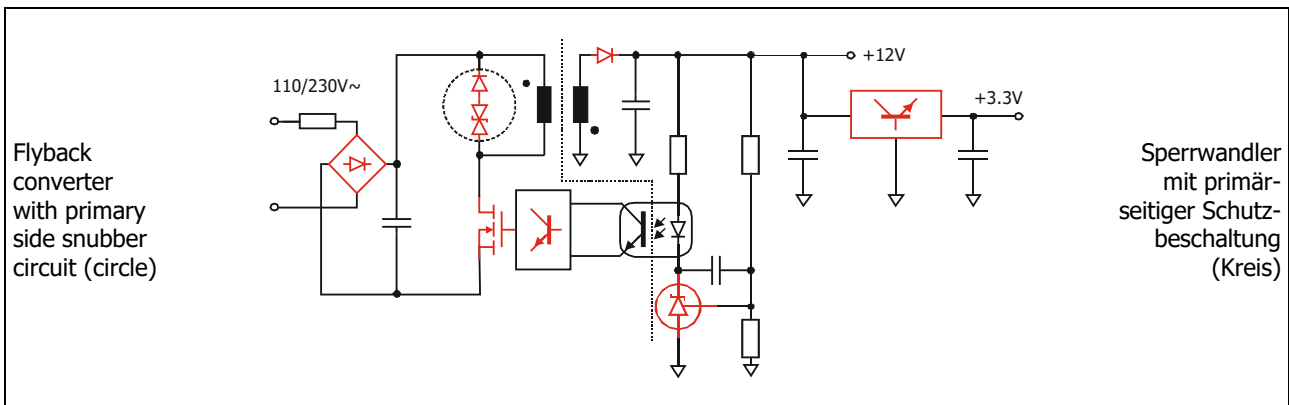 Flyback
converter
with primary
side snubber
circuit (circle)
110/230V~
+12V
+3.3V
Sperrwandler
mit primär-
seitiger Schutz-
beschaltung
(Kreis)